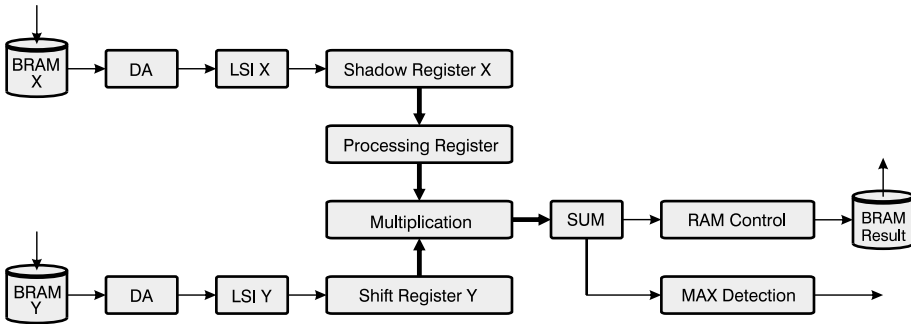 BRAM
X
DA
LSI X
Shadow Register X
Processing Register
Multiplication
SUM
RAM Control
BRAM
Result
BRAM
Y
DA
LSI Y
Shift Register Y
MAX Detection